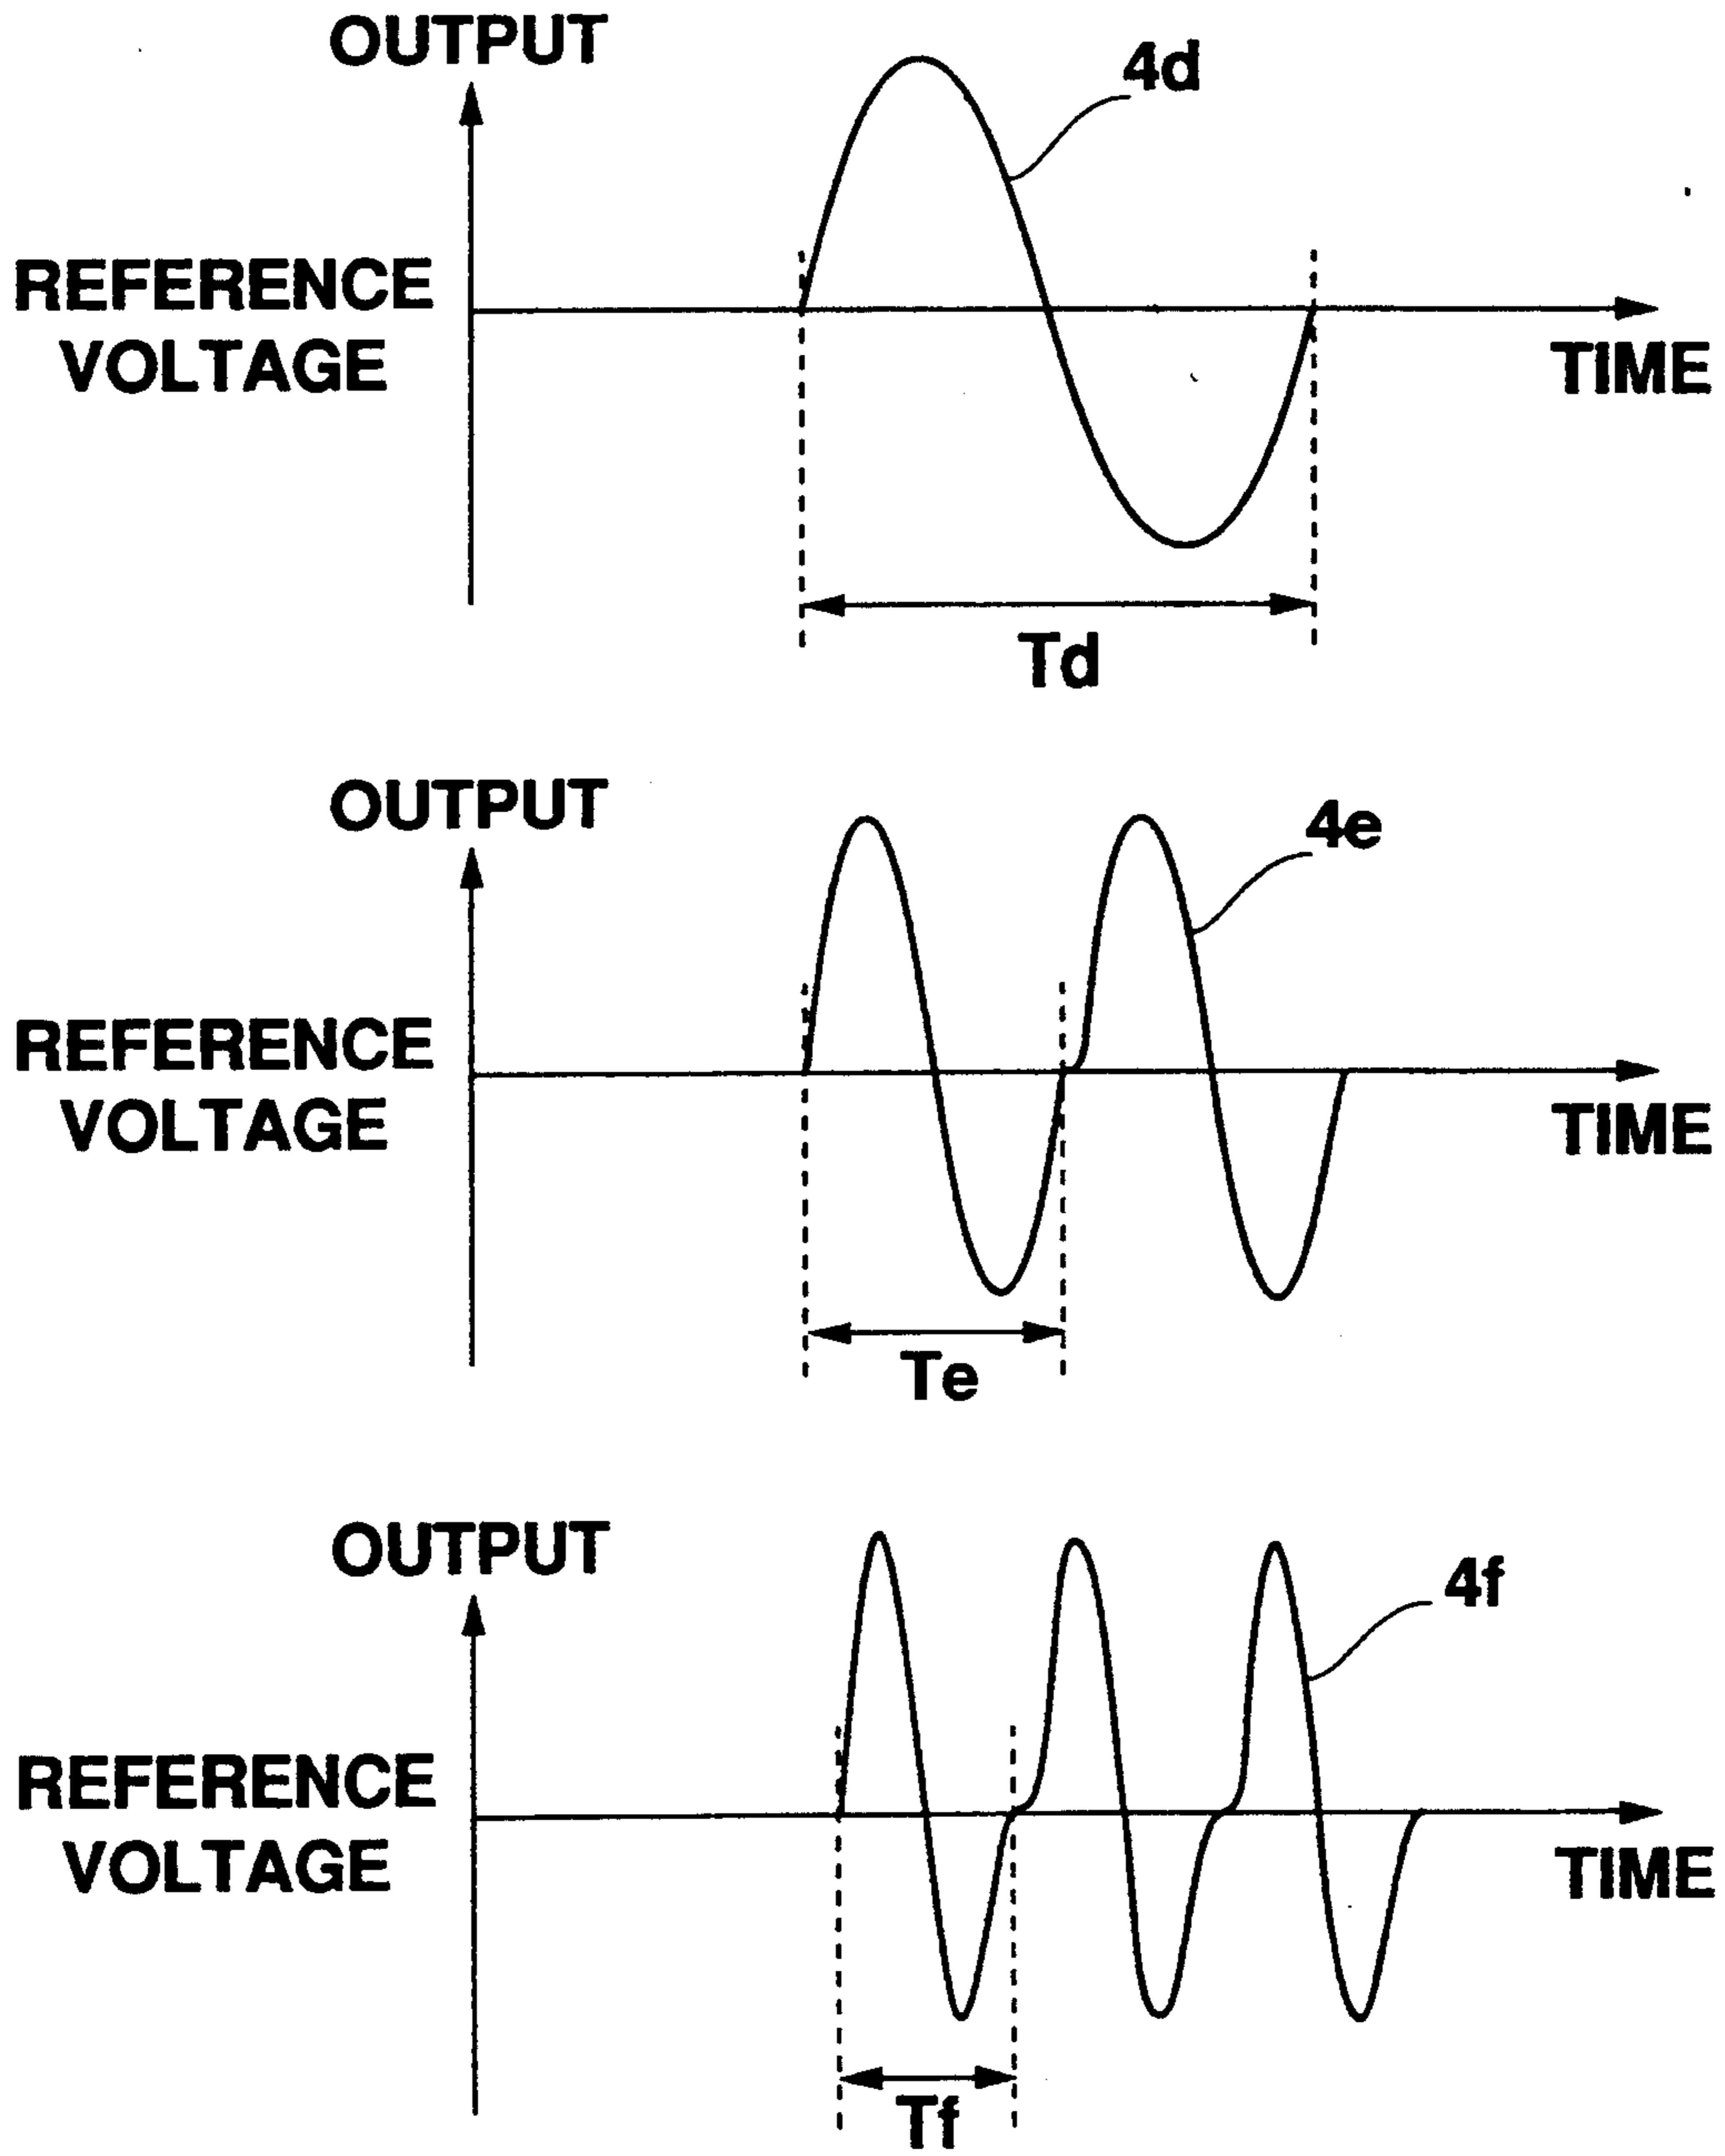 OUTPUT
4d
REFERENCE
VOLTAGE
TIME
Td
OUTPUT
4e
REFERENCE
VOLTAGE
TIME
Te
OUTPUT
4f
REFERENCE
VOLTAGE
TIME
Tf